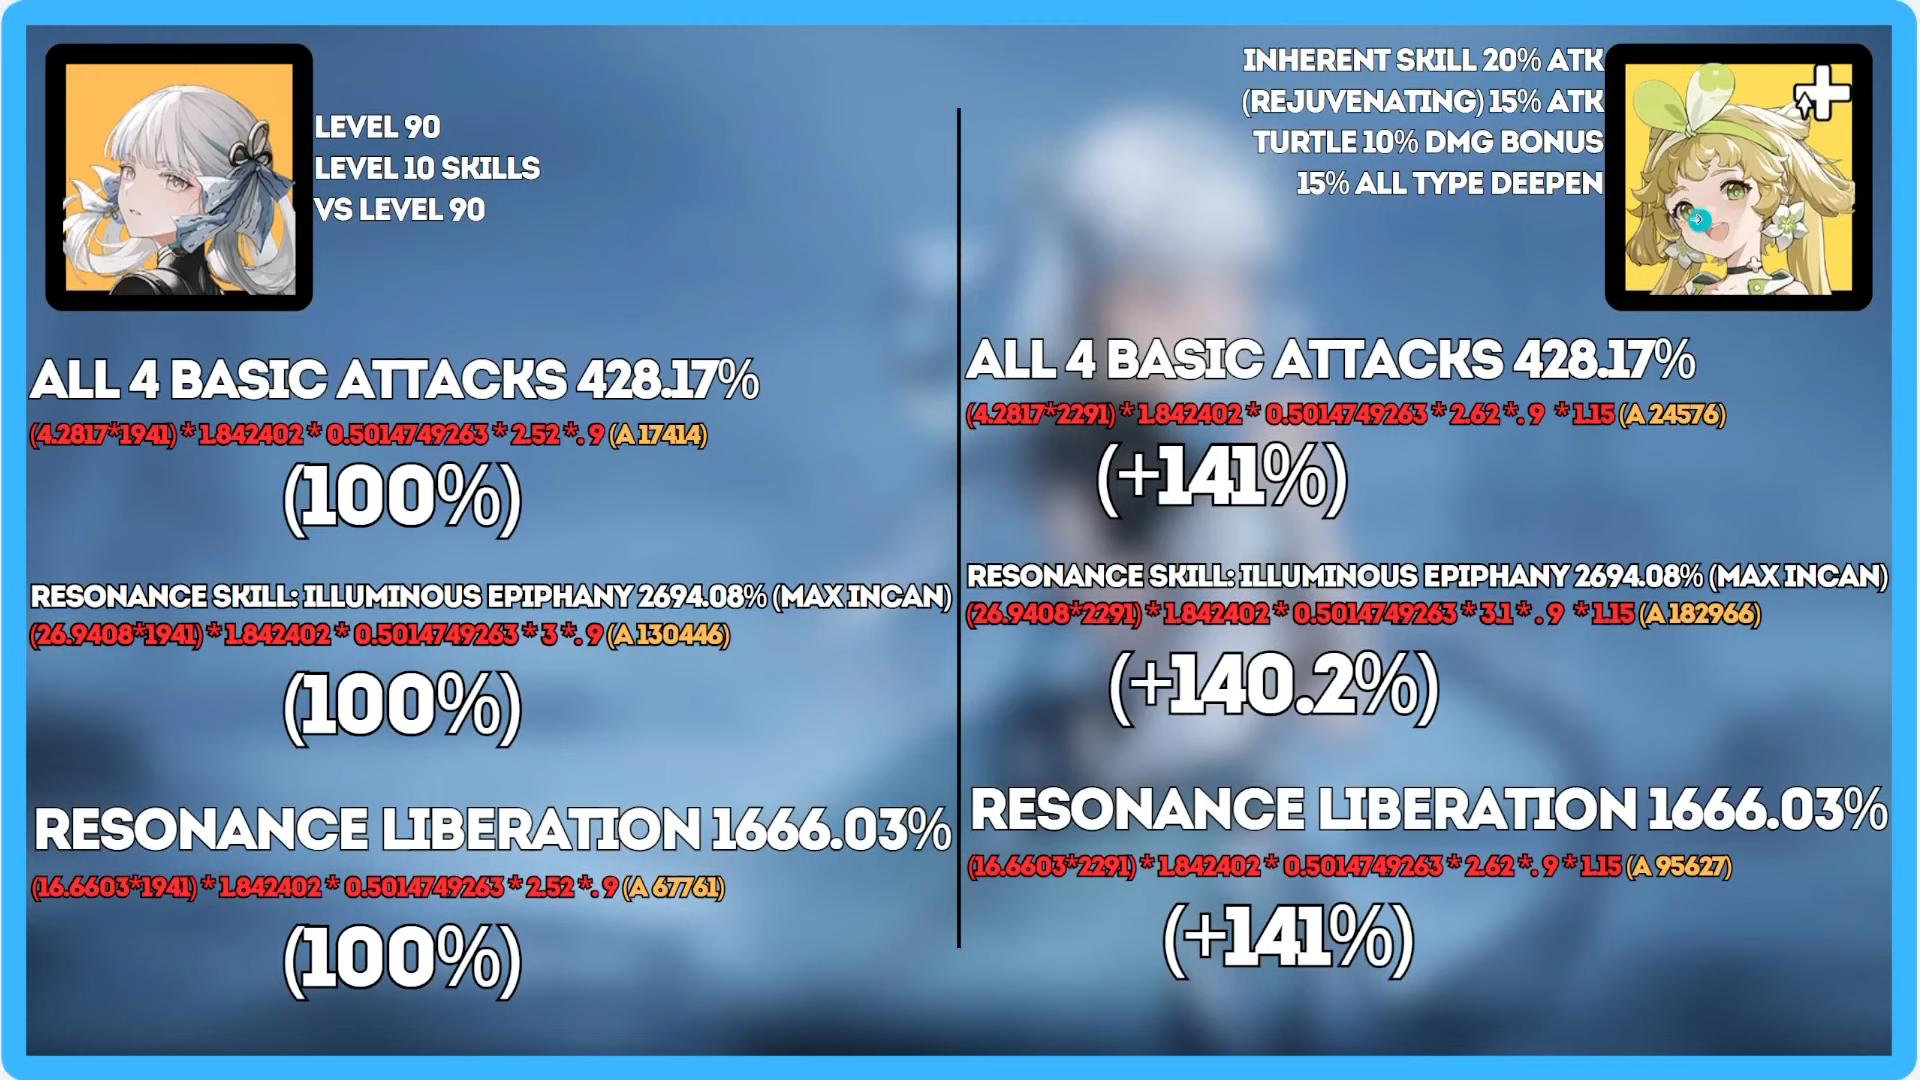 LEVEL 90
LEVEL 10 SKILLS
VS LEVEL 90
ALL 4 BASIC ATTACKS 428.17%
(4.2817*1941) * 1.842402 * 0.5014749263 * 2.52 *. 9 (A 17414)
(100%)
RESONANCE SKILL: ILLUMINOUS EPIPHANY 2694.08% (MAX INCAN)
(26.9408*1941) * 1.842402 * 0.5014749263 * 3 *. 9 (A 130446)
(100%)
RESONANCE LIBERATION 1666.03%
(16.6603*1941) * 1.842402 * 0.5014749263 * 2.52 *. 9 (A 67761)
(100%)
INHERENT SKILL 20% ATK
(REJUVENATING) 15% ATK
TURTLE 10% DMG BONUS
15% ALL TYPE DEEPEN
ALL 4 BASIC ATTACKS 428.17%
(4.2817*2291) * 1.842402 * 0.5014749263 * 2.62 *. 9 * 1.15 (A 24576)
(+141%)
RESONANCE SKILL: ILLUMINOUS EPIPHANY 2694.08% (MAX INCAN)
(26.9408*2291) * 1.842402 * 0.5014749263 * 3.1 * . 9 * 1.15 (A 182966)
(+140.2%)
RESONANCE LIBERATION 1666.03%
(16.6603*2291) * 1.842402 * 0.5014749263 * 2.62 *. 9 * 1.15 (A 95627)
(+141%)